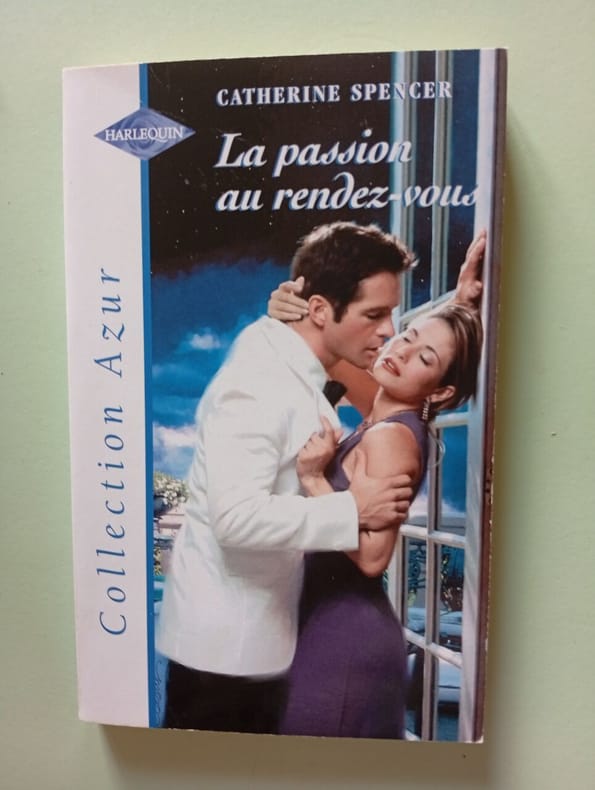 CATHERINE SPENCER
HARLEQUIN
La passion
au rendez-vous
Collection Azur